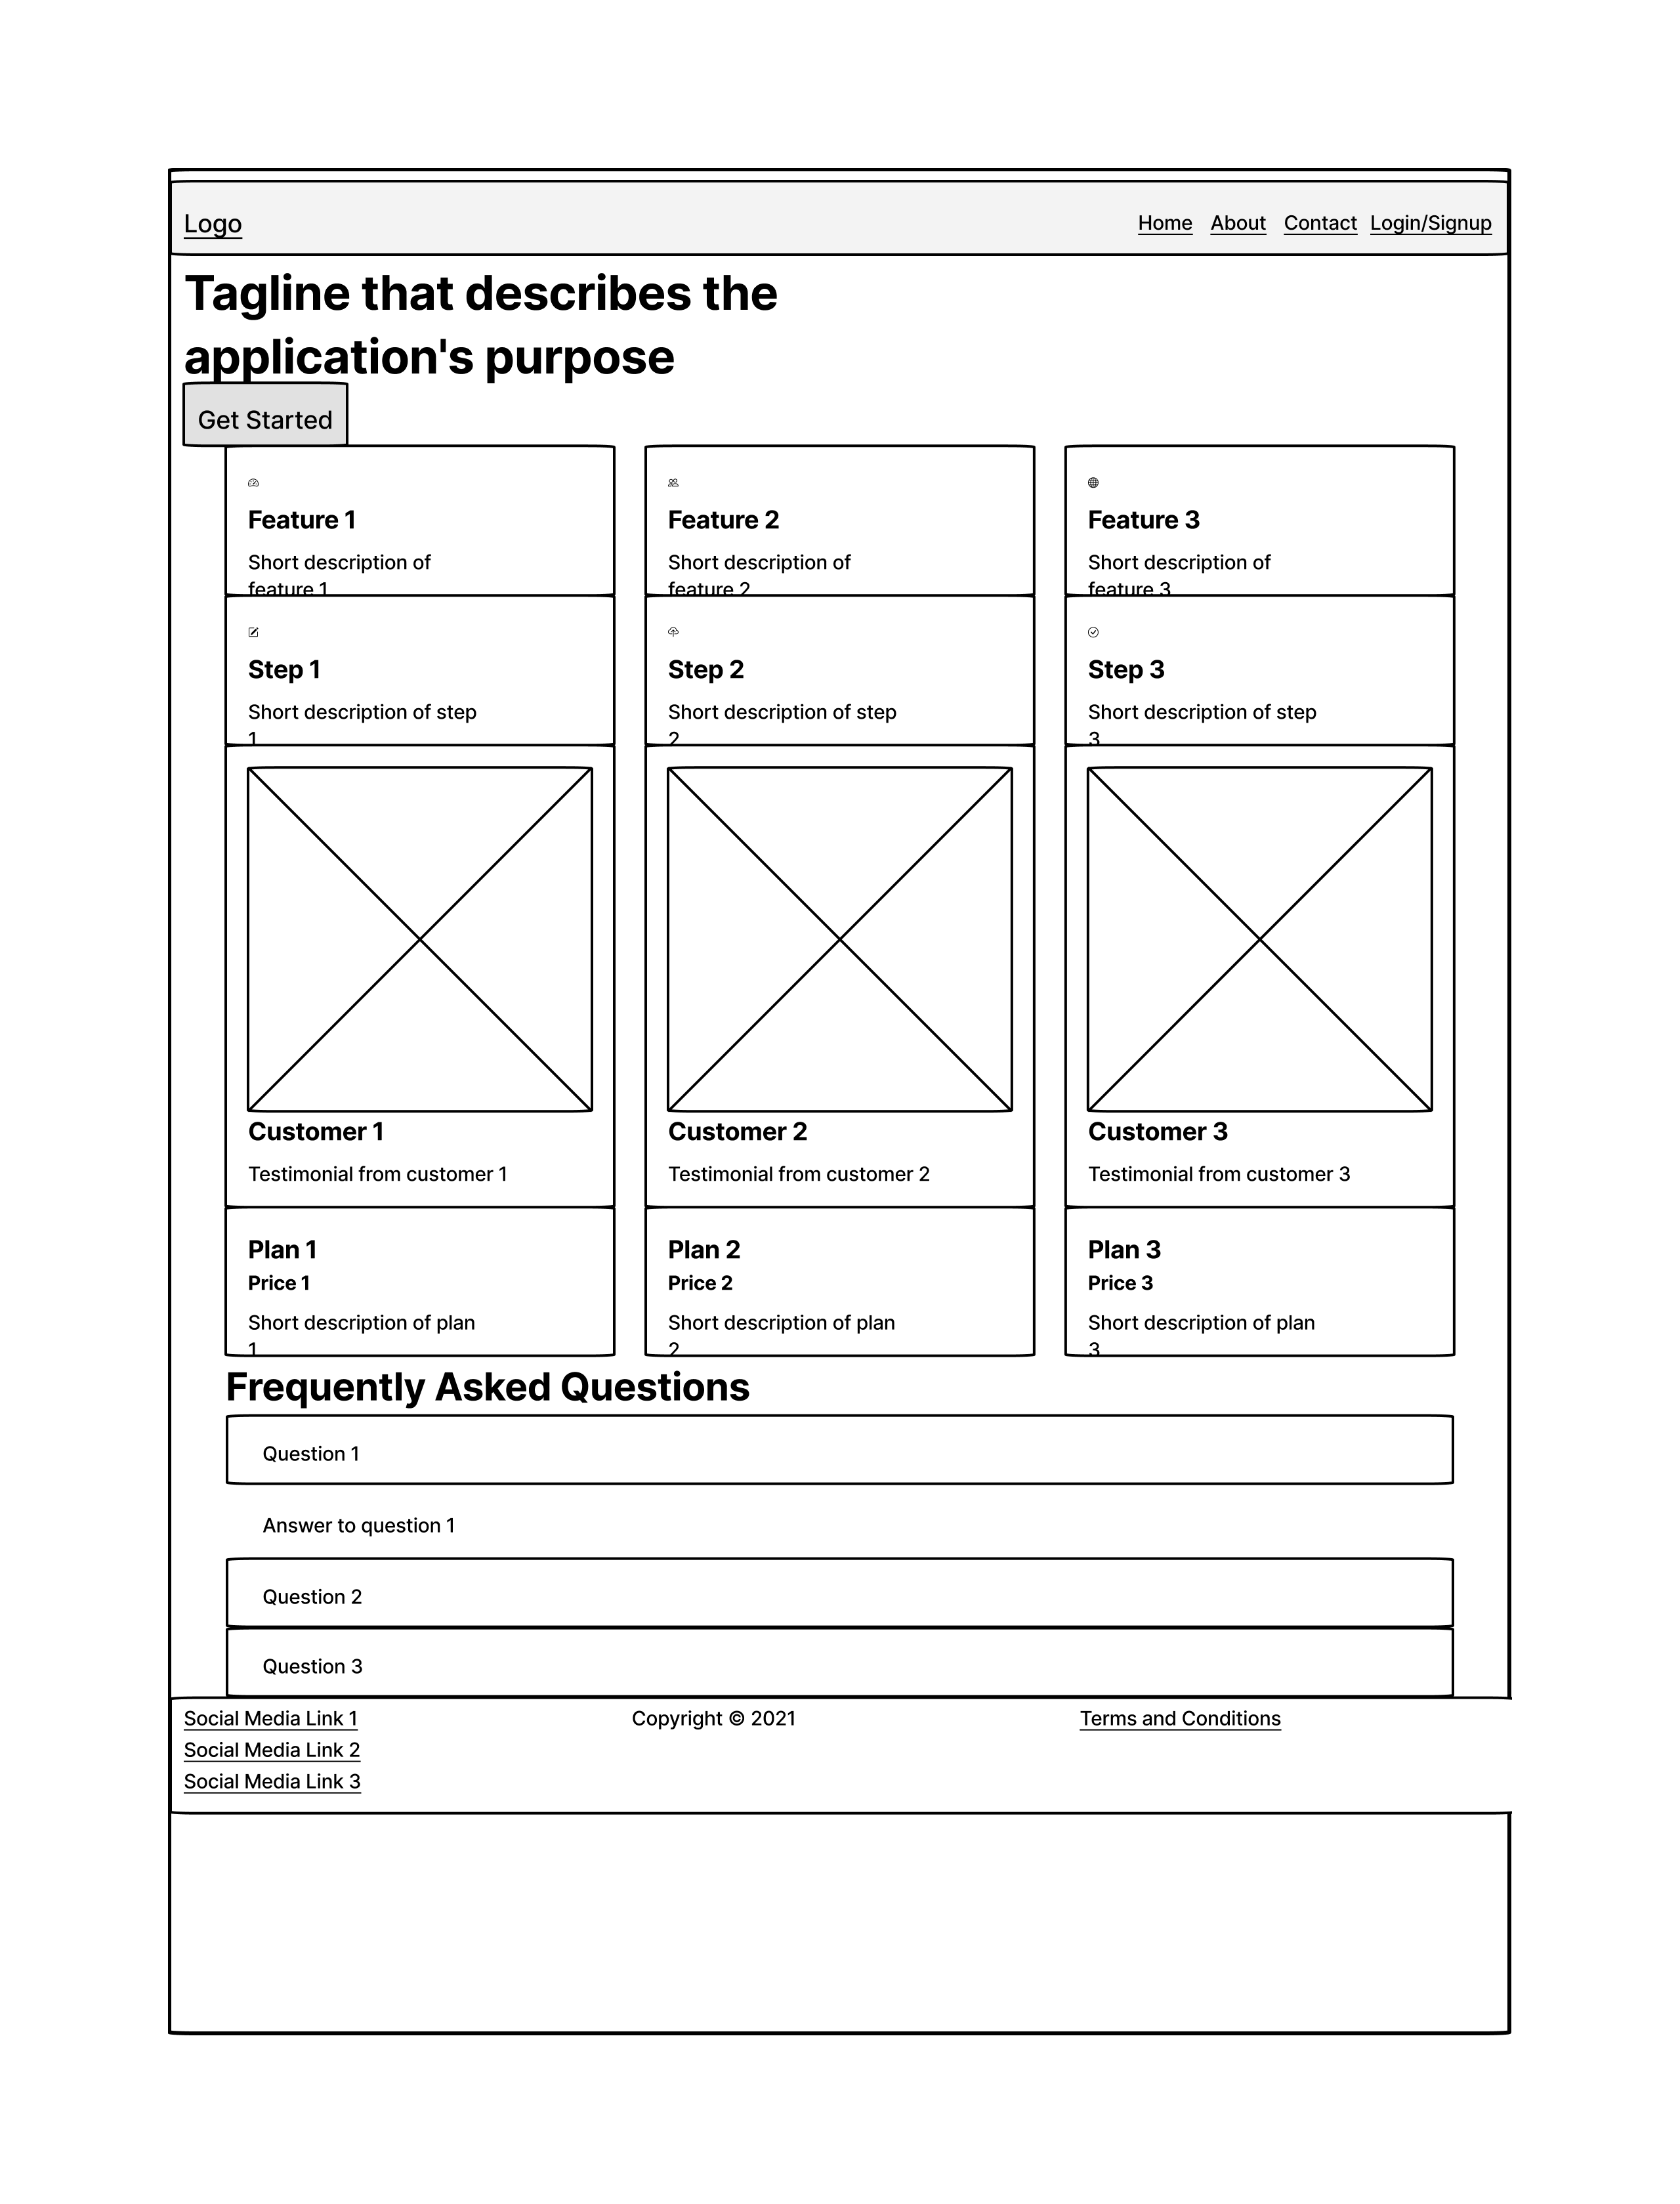 Logo
Home About Contact Login/Signup
Tagline that describes the
application's purpose
Get Started
Feature 1
Short description of
feature 1
Feature 2
Short description of
feature 2
Feature 3
Short description of
feature 3
Step 1
Short description of step
1
Step 2
Short description of step
2
Step 3
Short description of step
3
Customer 1
Testimonial from customer 1
Customer 2
Testimonial from customer 2
Customer 3
Testimonial from customer 3
Plan 1
Price 1
Short description of plan
1
Plan 2
Price 2
Short description of plan
2
Plan 3
Price 3
Short description of plan
3
Frequently Asked Questions
Question 1
Answer to question 1
Question 2
Question 3
Social Media Link 1
Social Media Link 2
Social Media Link 3
Copyright © 2021
Terms and Conditions